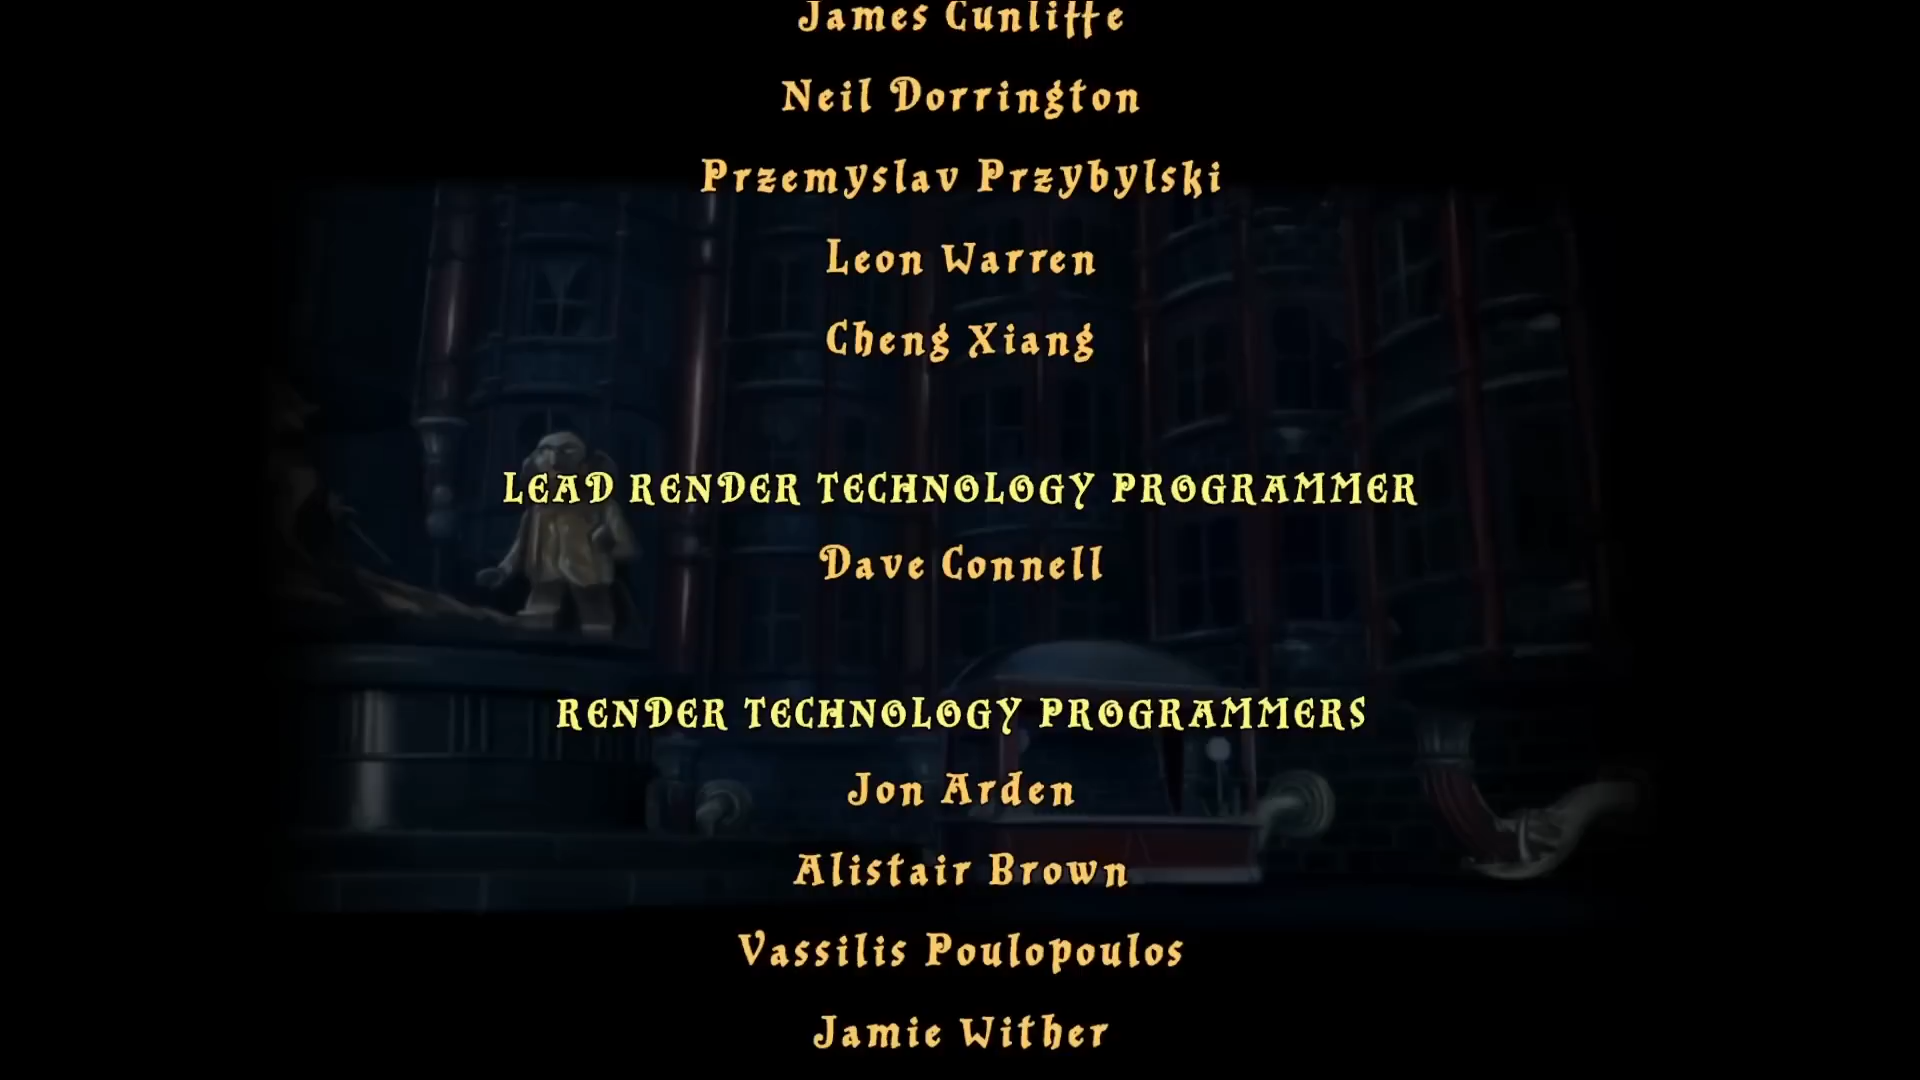 James Cunliffe
Neil Dorrington
Przemyslav Przybylski
Leon Warren
Cheng Xiang
LEAD RENDER TECHNOLOGY PROGRAMMER
Dave Connell
RENDER TECHNOLOGY PROGRAMMERS
Jon Arden
Alistair Brown
Vassilis Poulopoulos
Jamie Wither